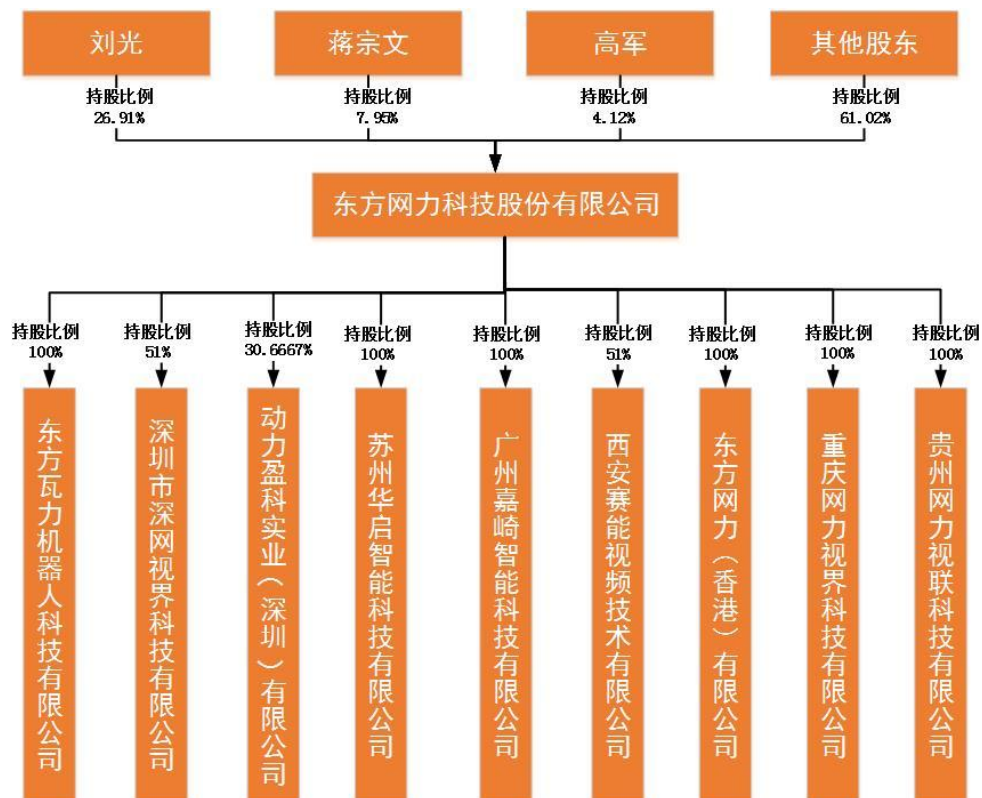 刘光
蒋宗文
高军
其他股东
持股比例
26.91%
持股比例
7.95%
持股比例
4.12%
持股比例
61.02%
东方网力科技股份有限公司
持股比例
100%
持股比例
51%
持股比例
30.6667%
持股比例
100%
持股比例
100%
持股比例
51%
持股比例
100%
持股比例
100%
持股比例
100%
东方瓦力机器人科技有限公司
深圳市深网视界科技有限公司
动力盈科实业（深圳）有限公司
苏州华启智能科技有限公司
广州嘉崎智能科技有限公司
西安赛能视频技术有限公司
东方网力（香港）有限公司
重庆网力视界科技有限公司
贵州网力视联科技有限公司